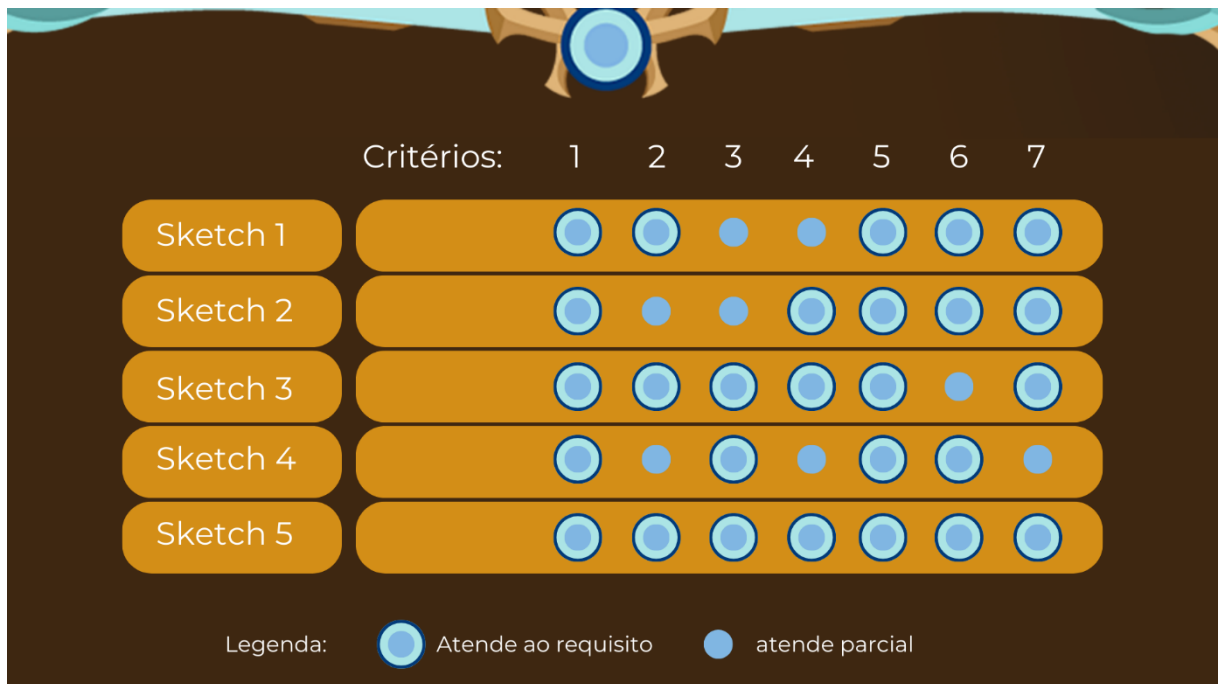 Critérios: 1 2 3 4 5 6 7
Sketch 1
Sketch 2
Sketch 3
Sketch 4
Sketch 5
Legenda: Atende ao requisito atende parcial